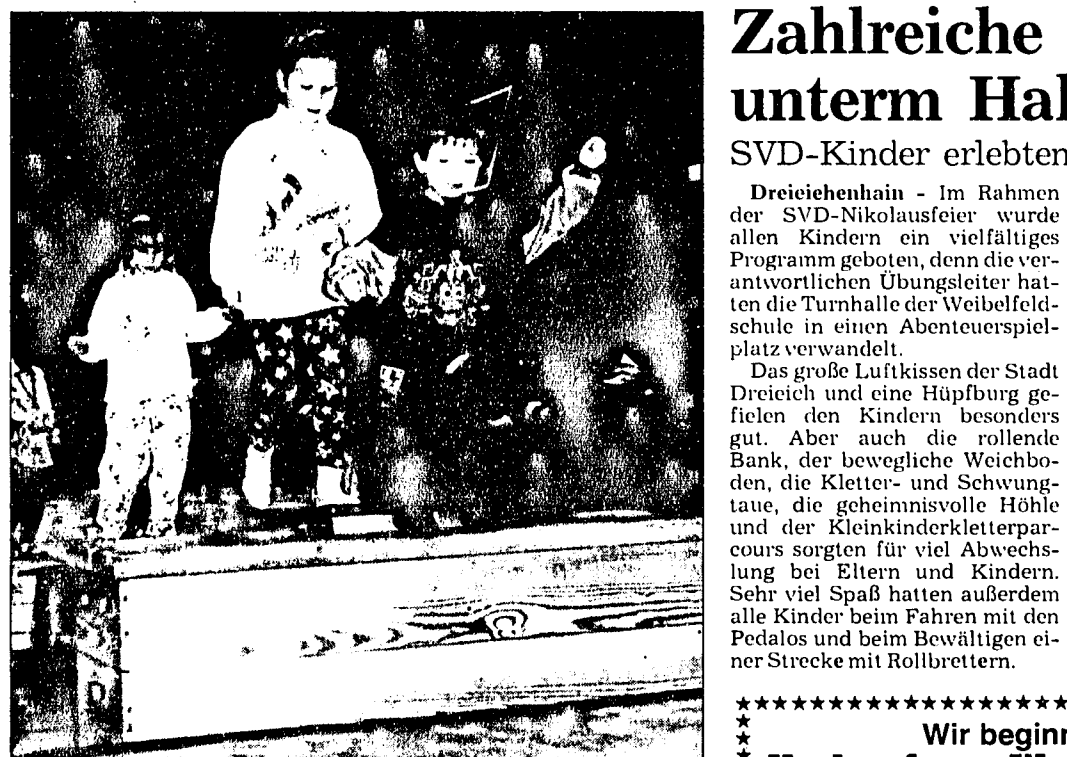 Zahlreiche
unterm Hal
SVD-Kinder erlebten
Dreieichenhain - Im Rahmen
der SVD-Nikolausfeier wurde
allen Kindern ein vielfältiges
Programm geboten, denn die ver-
antwortlichen Übungsleiter hat-
ten die Turnhalle der Weibelfeld-
schule in einen Abenteuerspiel-
platz verwandelt.
Das große Luftkissen der Stadt
Dreieich und eine Hüpfburg ge-
fielen den Kindern besonders
gut. Aber auch die rollende
Bank, der bewegliche Weichbo-
den, die Kletter- und Schwung-
taue, die geheimnisvolle Höhle
und der Kleinkinderkletterpar-
cours sorgten für viel Abwechs-
lung bei Eltern und Kindern.
Sehr viel Spaß hatten außerdem
alle Kinder beim Fahren mit den
Pedalos und beim Bewältigen ei-
ner Strecke mit Rollbrettern.
Wir beginn